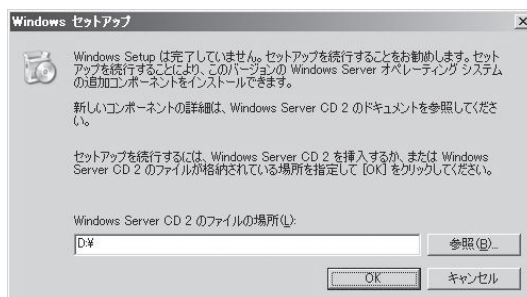 Windows セットアップ
Windows Setup は完了していません。セットアップを続行することをお勧めします。セット
アップを続行することにより、このバージョンの Windows Server オペレーティング システム
の追加コンポーネントをインストールできます。
新しいコンポーネントの詳細は、Windows Server CD 2 のドキュメントを参照してくださ
い。
セットアップを続行するには、Windows Server CD 2 を挿入するか、または Windows
Server CD 2 のファイルが格納されている場所を指定して [OK] をクリックしてください。
Windows Server CD 2 のファイルの場所(L):
D:¥
参照(B)...
OK
キャンセル